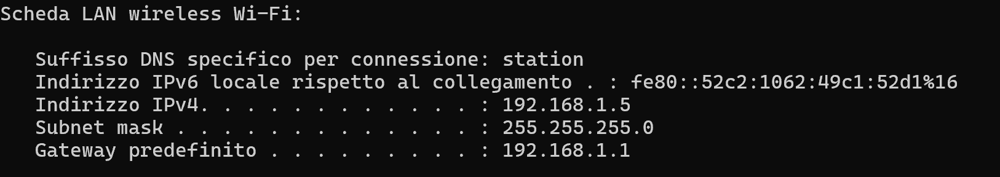 Scheda LAN wireless Wi-Fi:
Suffisso DNS specifico per connessione: station
Indirizzo IPv6 locale rispetto al collegamento . : fe80::52c2:1062:49c1:52d1%16
Indirizzo IPv4. . . . . . . . . . . . : 192.168.1.5
Subnet mask . . . . . . . . . . . . . : 255.255.255.0
Gateway predefinito . . . . . . . . . : 192.168.1.1